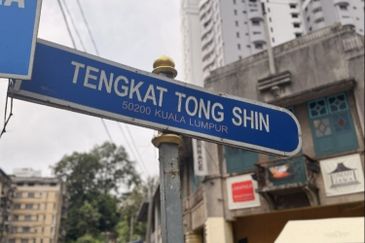 TENGKAT TONG SHIN
50200 KUALA LUMPUR